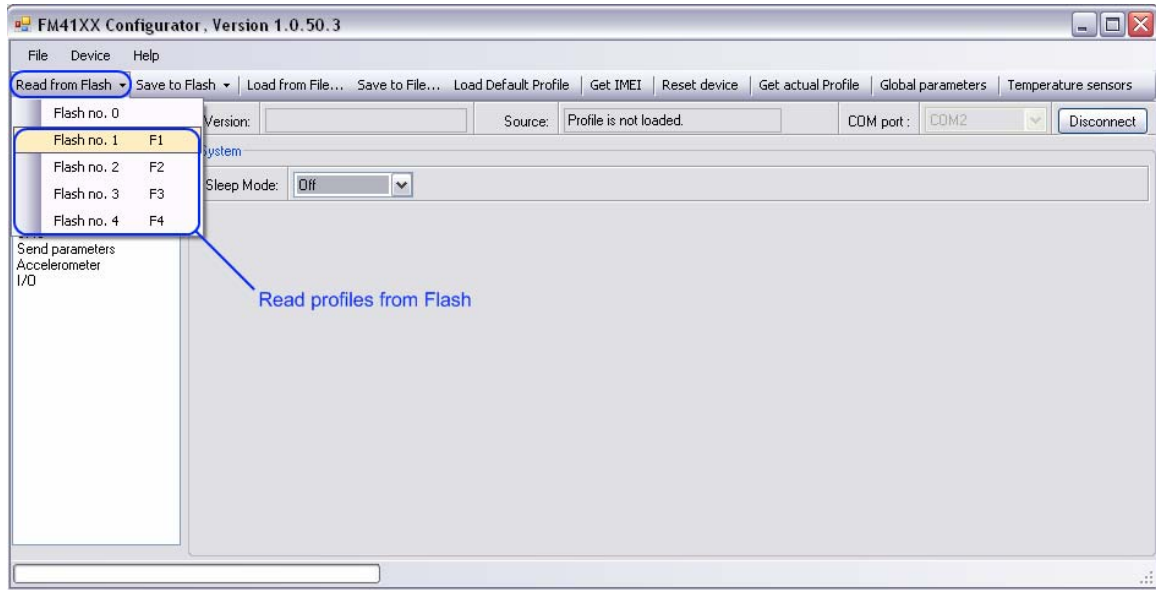 FM41XX Configurator, Version 1.0.50.3
File Device Help
Read from Flash Save to Flash Load from File... Save to File... Load Default Profile Get IMEI Reset device Get actual Profile Global parameters Temperature sensors
Flash no. 0
Flash no. 1 F1
Flash no. 2 F2
Flash no. 3 F3
Flash no. 4 F4
Version: Source: Profile is not loaded. COM port: COM2 Disconnect
System
Sleep Mode: Off
Send parameters
Accelerometer
I/O
Read profiles from Flash